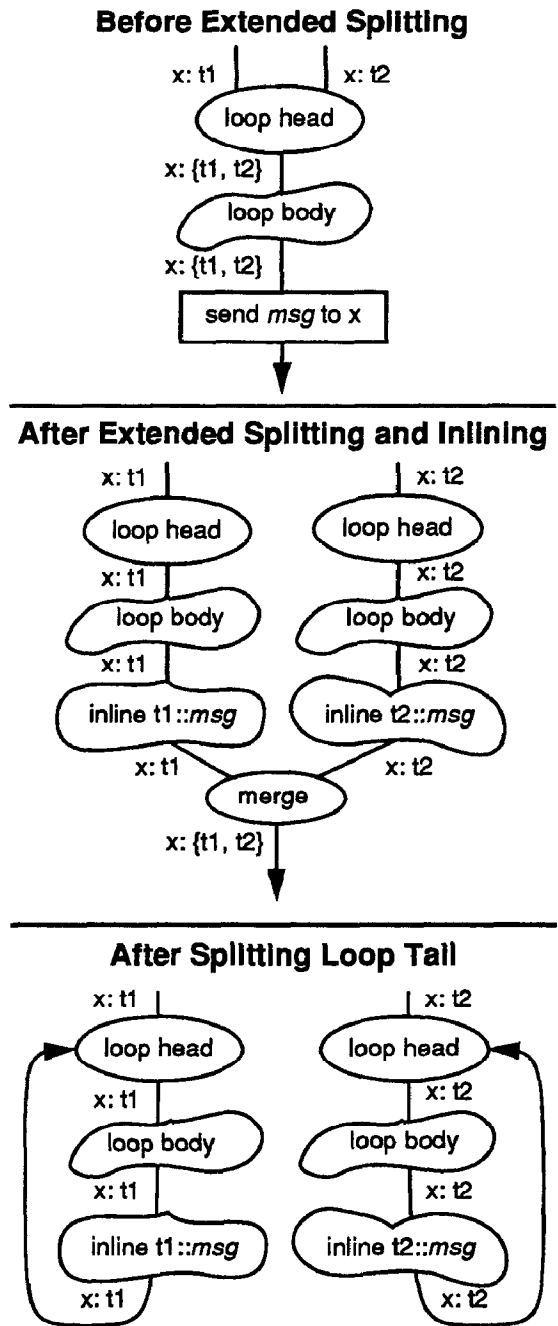 Before Extended Splitting
x: t1 x: t2
loop head
x: {t1, t2}
loop body
x: {t1, t2}
send msg to x
After Extended Splitting and Inlining
x: t1 x: t2
loop head loop head
x: t1 x: t2
loop body loop body
x: t1 x: t2
inline t1::msg inline t2::msg
x: t1 x: t2
merge
x: {t1, t2}
After Splitting Loop Tail
x: t1 x: t2
loop head loop head
x: t1 x: t2
loop body loop body
x: t1 x: t2
inline t1::msg inline t2::msg
x: t1 x: t2